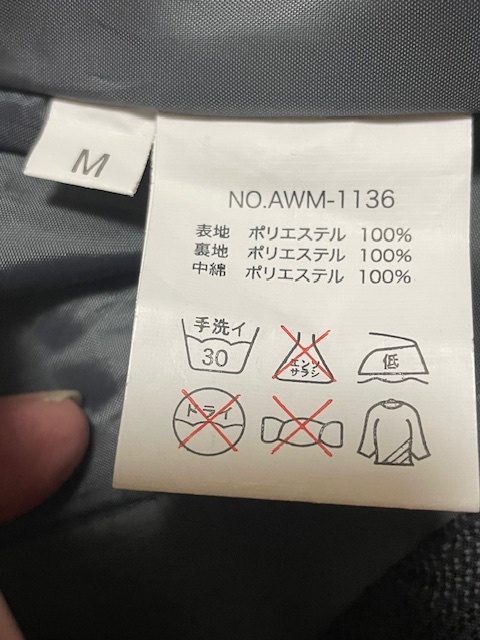 M
NO.AWM-1136
表地 ポリエステル 100%
裏地 ポリエステル 100%
中綿 ポリエステル 100%
手洗イ
30
エンソ
サラシ
低
ドライ